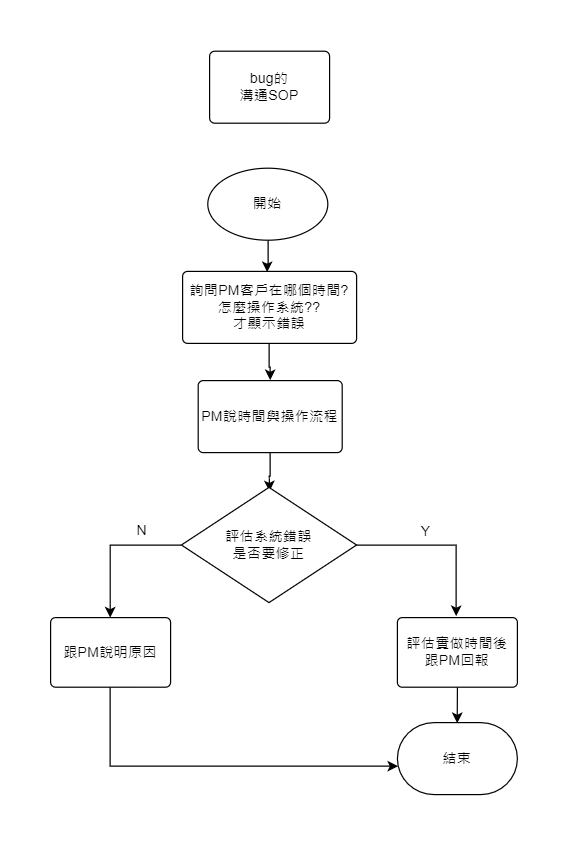 bug的
溝通SOP
開始
詢問PM客戶在哪個時間?
怎麼操作系統??
才顯示錯誤
PM說時間與操作流程
評估系統錯誤
是否要修正
N
Y
跟PM說明原因
評估實做時間後
跟PM回報
結束